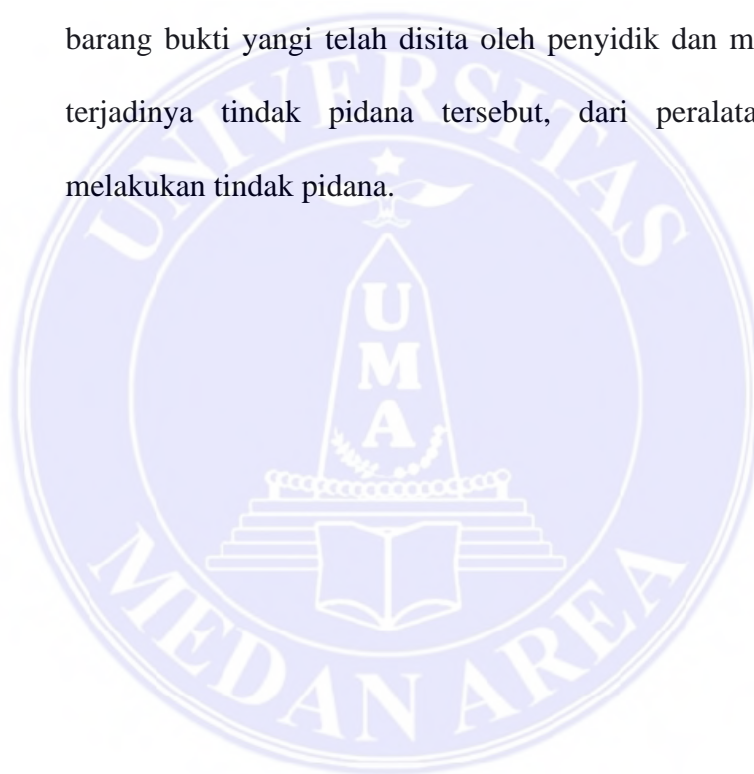 barang bukti yangi telah disita oleh penyidik dan
terjadinya tindak pidana tersebut, dari
melakukan tindak pidana.
UNIVERSITAS
UMA
MEDAN AREA